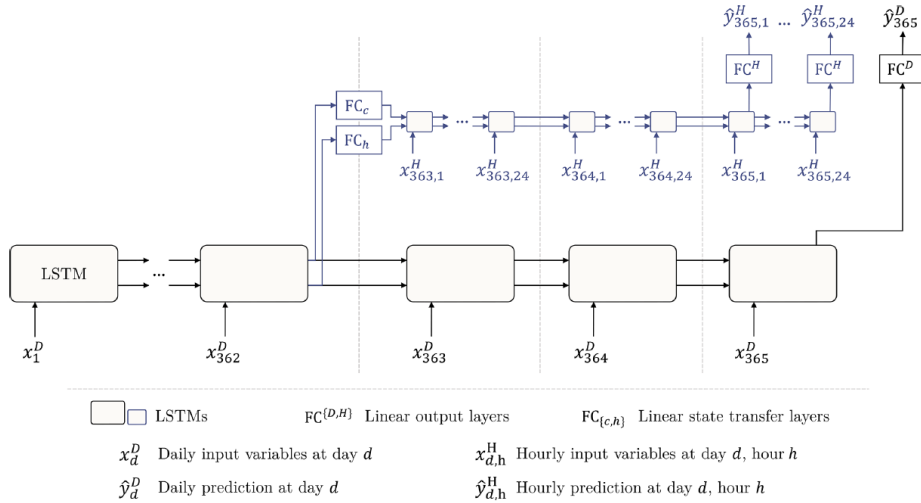 ŷ^H_{365,1} ... ŷ^H_{365,24} ŷ^D_{365}
FC^H FC^H FC^D
FC_c
... ... ...
FC_h
x^H_{363,1} x^H_{363,24} x^H_{364,1} x^H_{364,24} x^H_{365,1} x^H_{365,24}
LSTM ...
x^D_1 x^D_{362} x^D_{363} x^D_{364} x^D_{365}
LSTMs FC^{D,H} Linear output layers FC_{c,h} Linear state transfer layers
x^D_d Daily input variables at day d x^H_{d,h} Hourly input variables at day d, hour h
ŷ^D_d Daily prediction at day d ŷ^H_{d,h} Hourly prediction at day d, hour h